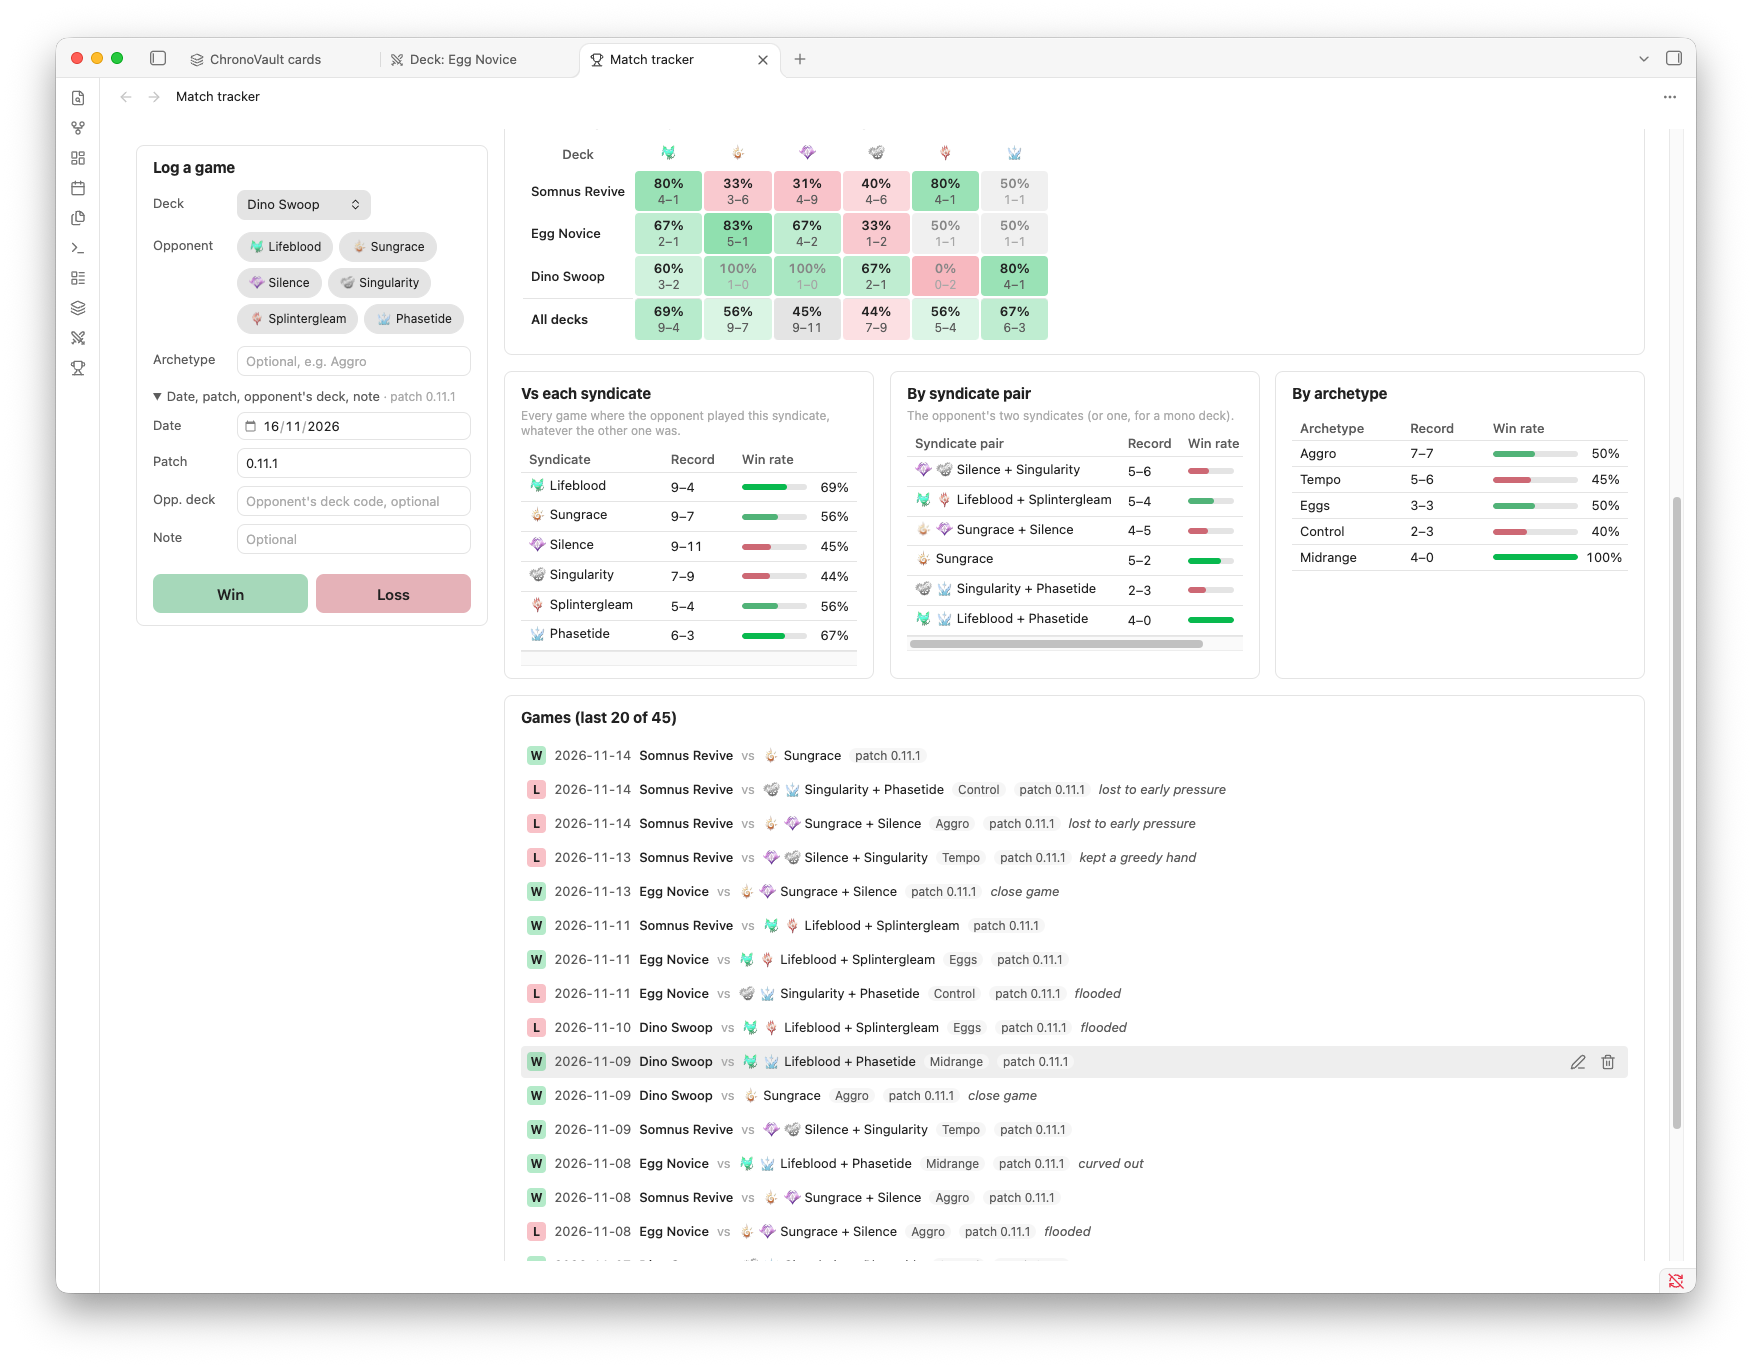 ChronoVault cards
Deck: Egg Novice
Match tracker
Match tracker
Log a game
Deck
Dino Swoop
Opponent
Lifeblood
Sungrace
Silence
Singularity
Splintergleam
Phasetide
Archetype
Optional, e.g. Aggro
▼ Date, patch, opponent's deck, note · patch 0.11.1
Date
16/11/2026
Patch
0.11.1
Opp. deck
Opponent's deck code, optional
Note
Optional
Win
Loss
Deck
Somnus Revive 80% 33% 31% 40% 80% 50%
4–1 3–6 4–9 4–6 4–1 1–1
Egg Novice 67% 83% 67% 33% 50% 50%
2–1 5–1 4–2 1–2 1–1 1–1
Dino Swoop 60% 100% 100% 67% 0% 80%
3–2 1–0 1–0 2–1 0–2 4–1
All decks 69% 56% 45% 44% 56% 67%
9–4 9–7 9–11 7–9 5–4 6–3
Vs each syndicate
Every game where the opponent played this syndicate,
whatever the other one was.
Syndicate Record Win rate
Lifeblood 9–4 69%
Sungrace 9–7 56%
Silence 9–11 45%
Singularity 7–9 44%
Splintergleam 5–4 56%
Phasetide 6–3 67%
By syndicate pair
The opponent's two syndicates (or one, for a mono deck).
Syndicate pair Record Win rate
Silence + Singularity 5–6
Lifeblood + Splintergleam 5–4
Sungrace + Silence 4–5
Sungrace 5–2
Singularity + Phasetide 2–3
Lifeblood + Phasetide 4–0
By archetype
Archetype Record Win rate
Aggro 7–7 50%
Tempo 5–6 45%
Eggs 3–3 50%
Control 2–3 40%
Midrange 4–0 100%
Games (last 20 of 45)
W 2026-11-14 Somnus Revive vs Sungrace patch 0.11.1
L 2026-11-14 Somnus Revive vs Singularity + Phasetide Control patch 0.11.1 lost to early pressure
L 2026-11-14 Somnus Revive vs Sungrace + Silence Aggro patch 0.11.1 lost to early pressure
L 2026-11-13 Somnus Revive vs Silence + Singularity Tempo patch 0.11.1 kept a greedy hand
W 2026-11-13 Egg Novice vs Sungrace + Silence patch 0.11.1 close game
W 2026-11-11 Somnus Revive vs Lifeblood + Splintergleam patch 0.11.1
W 2026-11-11 Egg Novice vs Lifeblood + Splintergleam Eggs patch 0.11.1
L 2026-11-11 Egg Novice vs Singularity + Phasetide Control patch 0.11.1 flooded
L 2026-11-10 Dino Swoop vs Lifeblood + Splintergleam Eggs patch 0.11.1 flooded
W 2026-11-09 Dino Swoop vs Lifeblood + Phasetide Midrange patch 0.11.1
W 2026-11-09 Dino Swoop vs Sungrace Aggro patch 0.11.1 close game
W 2026-11-09 Somnus Revive vs Silence + Singularity Tempo patch 0.11.1
W 2026-11-08 Egg Novice vs Lifeblood + Phasetide Midrange patch 0.11.1 curved out
W 2026-11-08 Somnus Revive vs Sungrace + Silence Aggro patch 0.11.1
L 2026-11-08 Egg Novice vs Sungrace + Silence Aggro patch 0.11.1 flooded